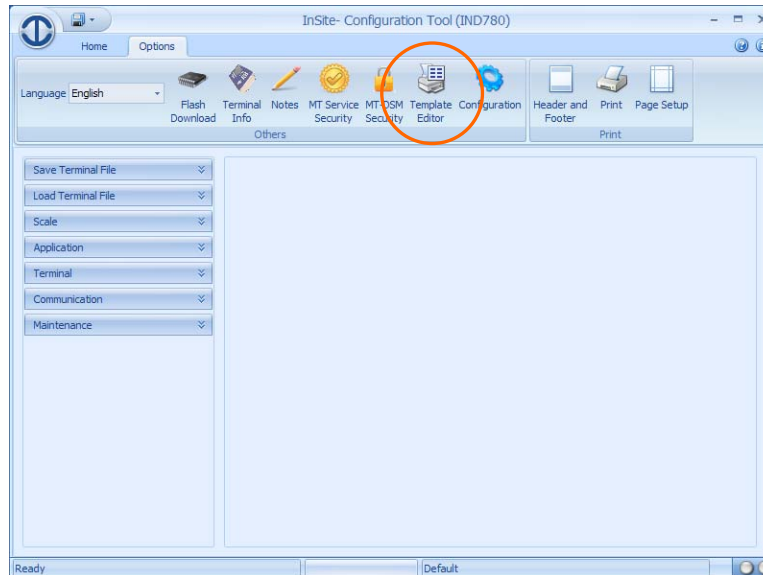 InSite- Configuration Tool (IND780)
Home Options
Language English
Flash Download
Terminal Info
Notes
MT Service Security
MT-DSM Security
Template Editor
Configuration
Header and Footer
Print
Page Setup
Others
Print
Save Terminal File
Load Terminal File
Scale
Application
Terminal
Communication
Maintenance
Ready
Default